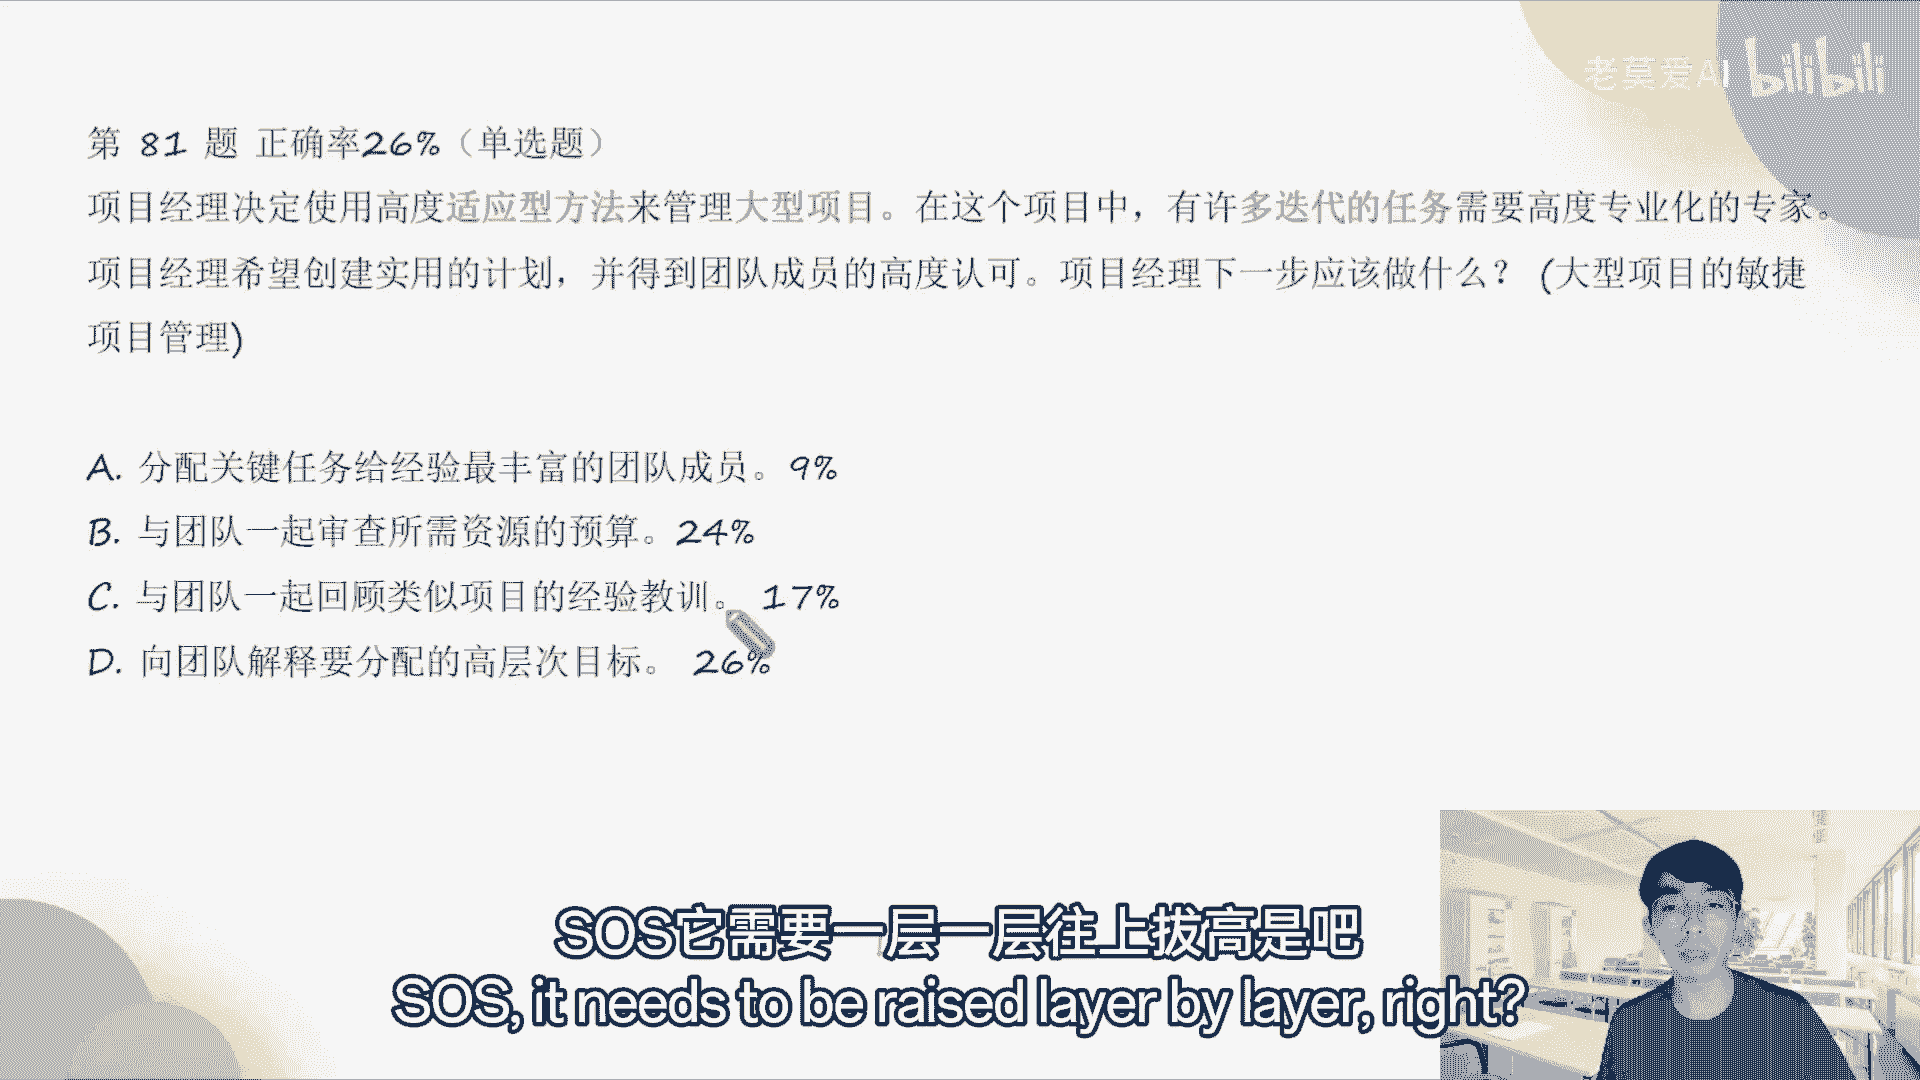 老莫爱AI bilibili
第 81 题 正确率26%（单选题）
项目经理决定使用高度适应型方法来管理大型项目。在这个项目中，有许多迭代的任务需要高度专业化的专家。
项目经理希望创建实用的计划，并得到团队成员的高度认可。项目经理下一步应该做什么？ (大型项目的敏捷
项目管理)
A. 分配关键任务给经验最丰富的团队成员。9%
B. 与团队一起审查所需资源的预算。24%
C. 与团队一起回顾类似项目的经验教训。 17%
D. 向团队解释要分配的高层次目标。 26%
SOS它需要一层一层往上拔高是吧
SOS, it needs to be raised layer by layer, right?